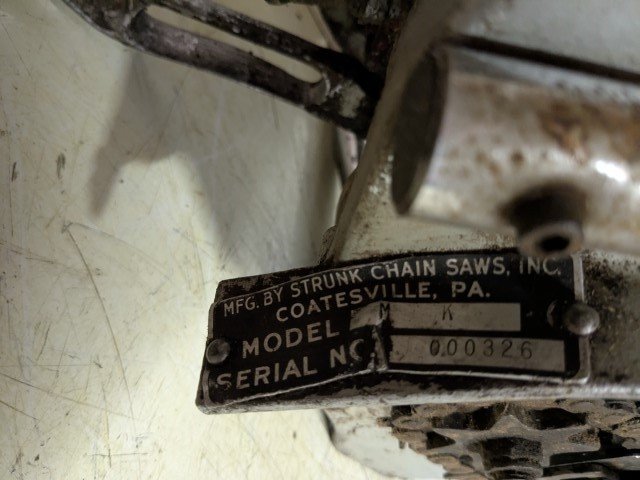 MFG. BY STRUNK CHAIN SAWS, INC.
COATESVILLE, PA.
MODEL M K
SERIAL NO. 000326